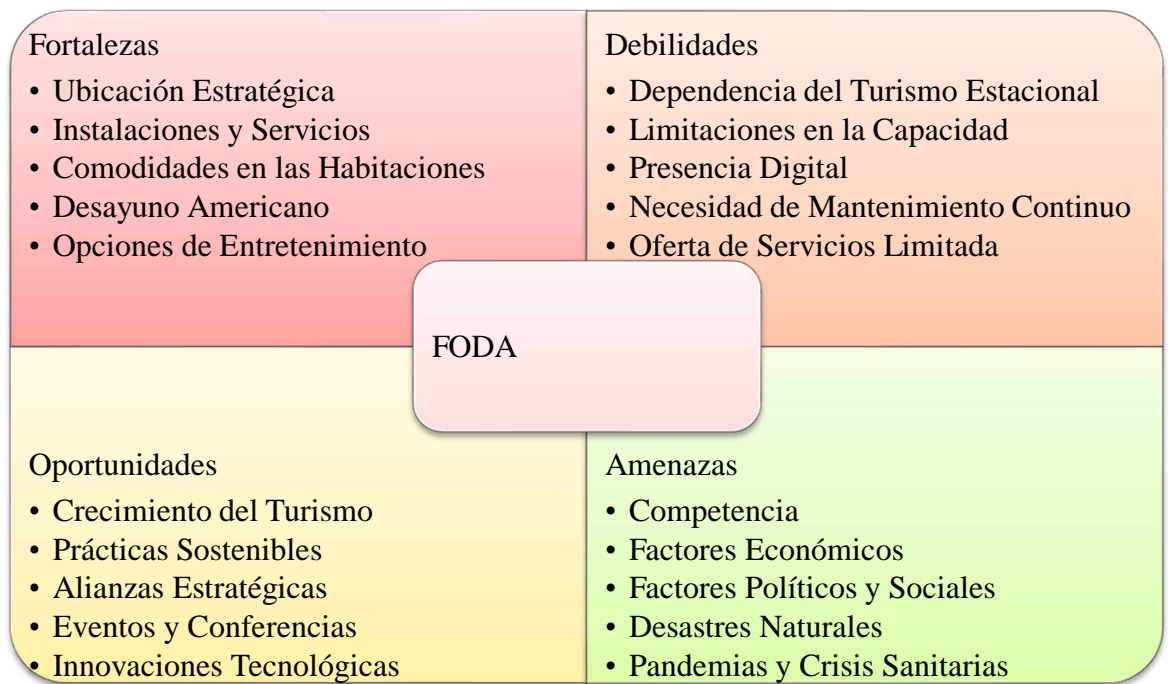 Fortalezas
• Ubicación Estratégica
• Instalaciones y Servicios
• Comodidades en las Habitaciones
• Desayuno Americano
• Opciones de Entretenimiento
Debilidades
• Dependencia del Turismo Estacional
• Limitaciones en la Capacidad
• Presencia Digital
• Necesidad de Mantenimiento Continuo
• Oferta de Servicios Limitada
FODA
Oportunidades
• Crecimiento del Turismo
• Prácticas Sostenibles
• Alianzas Estratégicas
• Eventos y Conferencias
• Innovaciones Tecnológicas
Amenazas
• Competencia
• Factores Económicos
• Factores Políticos y Sociales
• Desastres Naturales
• Pandemias y Crisis Sanitarias